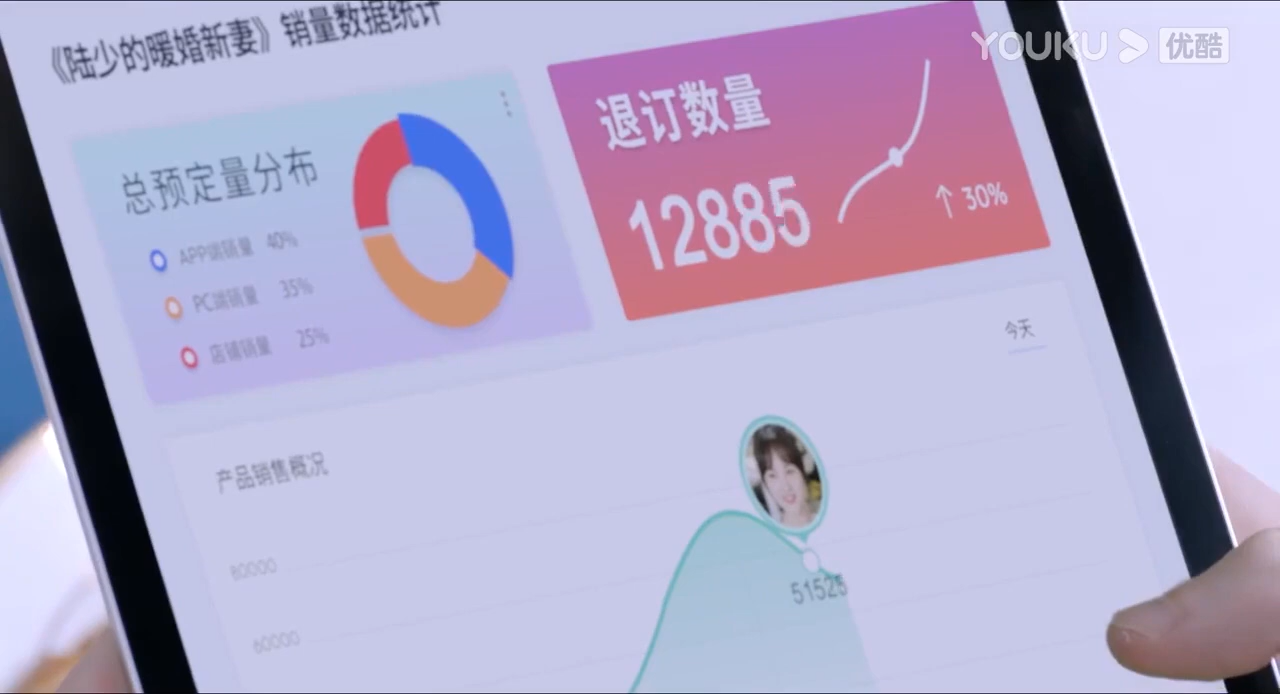 《陆少的暖婚新妻》销量数据统计
YOUKU 优酷
总预定量分布
APP端销量 40%
PC端销量 35%
店铺销量 25%
退订数量
12885
↑ 30%
今天
产品销售概况
80000
60000
51525